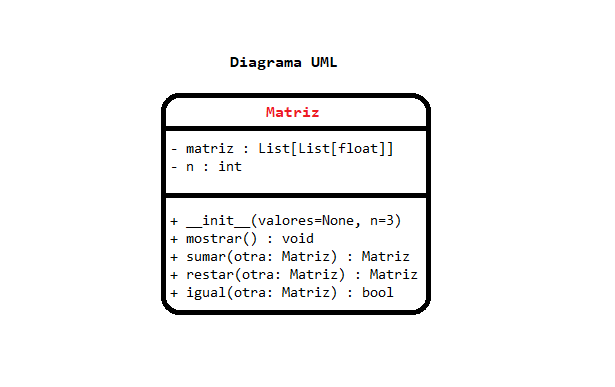 Diagrama UML
Matriz
- matriz : List[List[float]]
- n : int
+ __init__(valores=None, n=3)
+ mostrar() : void
+ sumar(otra: Matriz) : Matriz
+ restar(otra: Matriz) : Matriz
+ igual(otra: Matriz) : bool